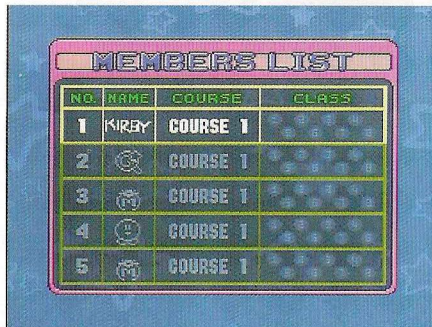 MEMBERS LIST
NO. NAME COURSE CLASS
1 KIRBY COURSE 1
2 COURSE 1
3 COURSE 1
4 COURSE 1
5 COURSE 1